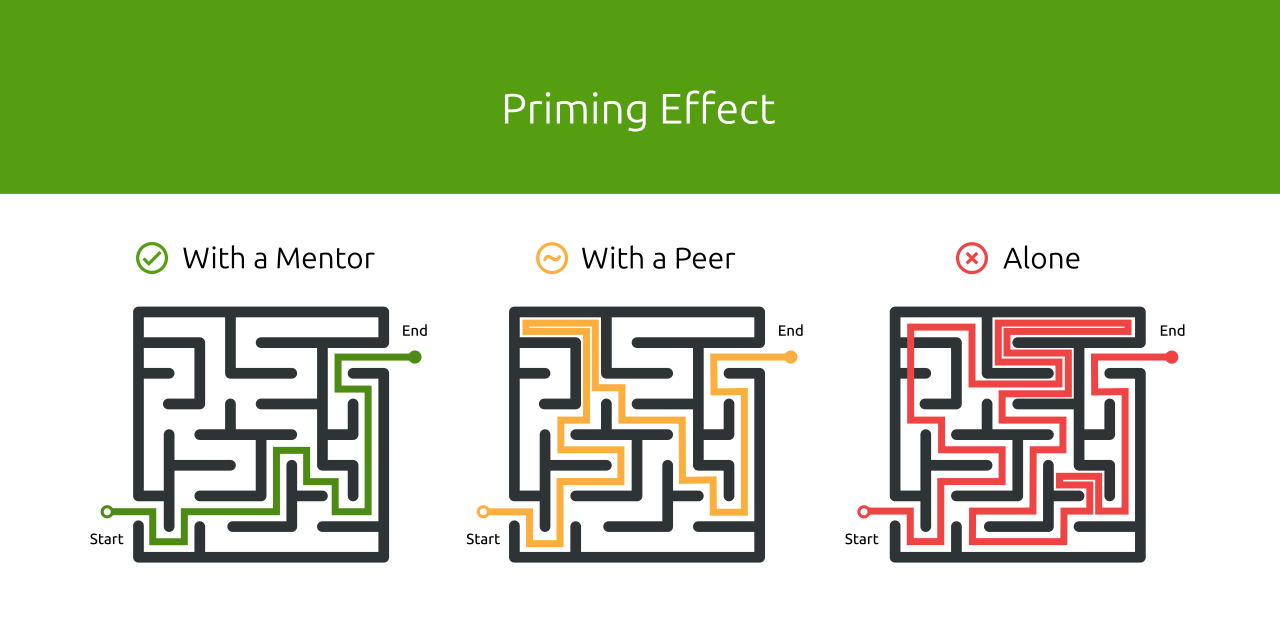 Priming Effect
With a Mentor
With a Peer
Alone
End
End
End
Start
Start
Start